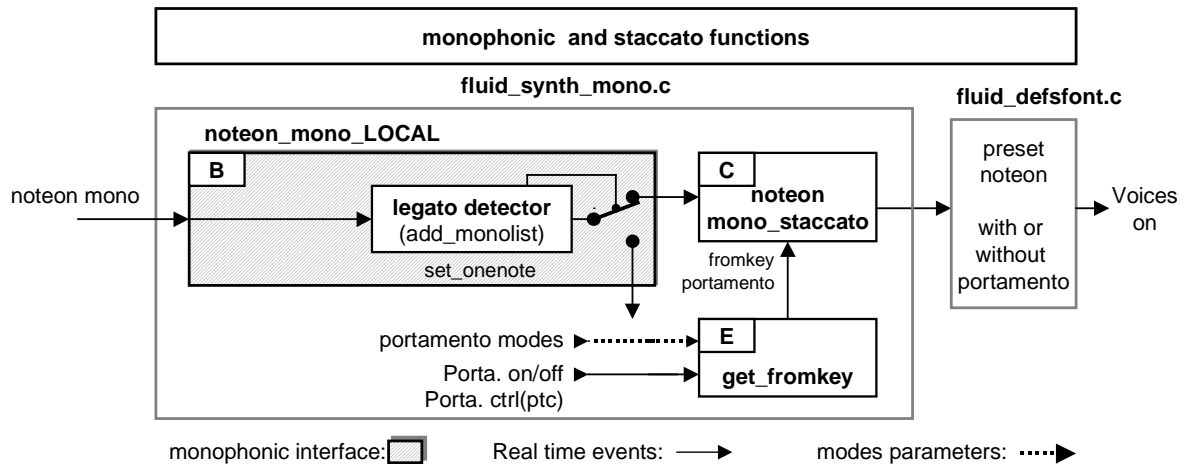 monophonic and staccato functions
fluid_synth_mono.c
fluid_defsfont.c
noteon_mono_LOCAL
B
noteon mono
legato detector
(add_monolist)
set_onenote
C
noteon
mono_staccato
fromkey
portamento
preset
noteon
with or
without
portamento
Voices
on
portamento modes
E
Porta. on/off
Porta. ctrl(ptc)
get_fromkey
monophonic interface:
Real time events:
modes parameters: